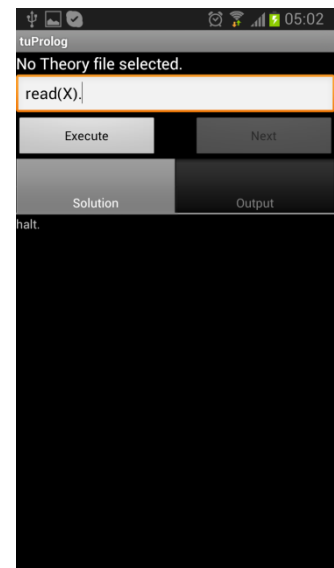 05:02
tuProlog
No Theory file selected.
read(X).
Execute Next
Solution Output
halt.